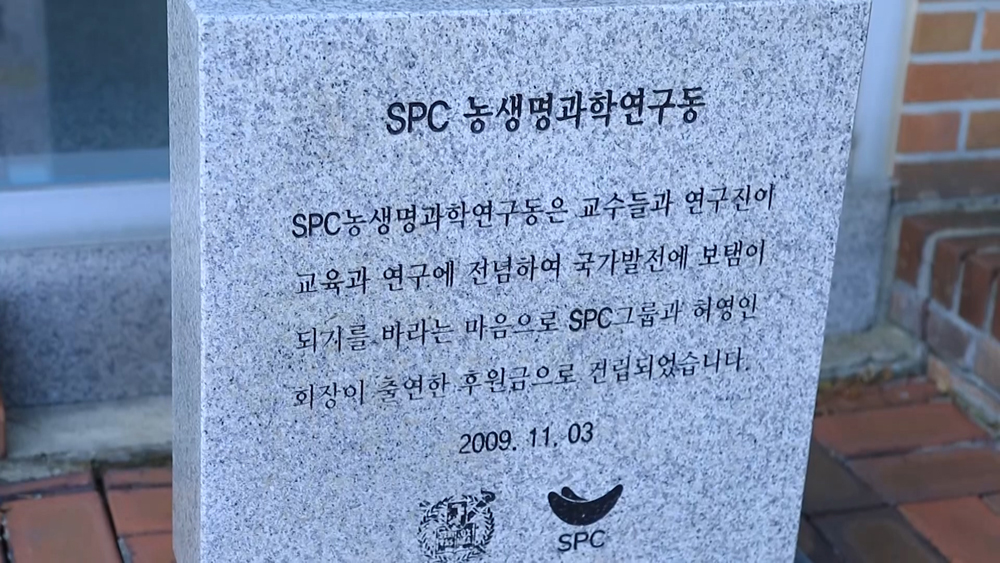 SPC 농생명과학연구동
SPC농생명과학연구동은 교수들과 연구진이
교육과 연구에 전념하여 국가발전에 보탬이
되기를 바라는 마음으로 SPC그룹과 허영인
회장이 출연한 후원금으로 건립되었습니다.
2009. 11. 03
SPC